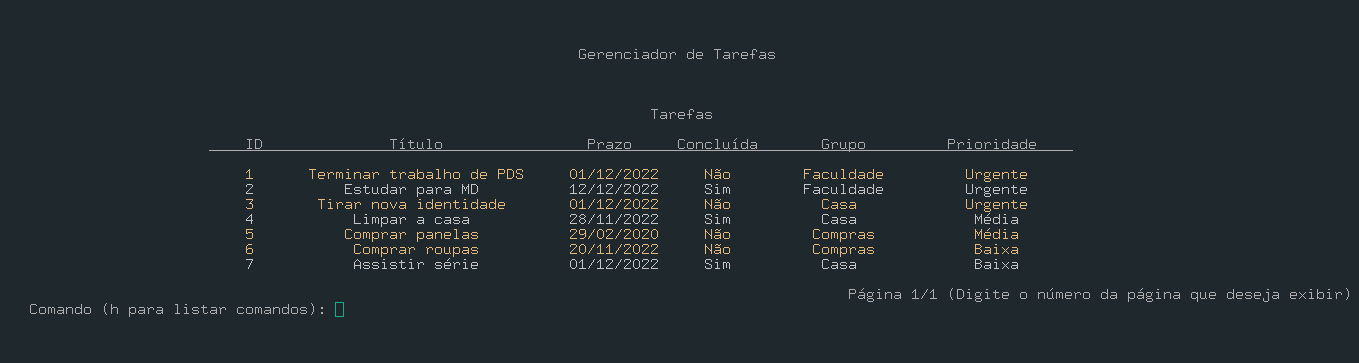 Gerenciador de Tarefas
Tarefas
ID Título Prazo Concluída Grupo Prioridade
1 Terminar trabalho de PDS 01/12/2022 Não Faculdade Urgente
2 Estudar para MD 12/12/2022 Sim Faculdade Urgente
3 Tirar nova identidade 01/12/2022 Não Casa Urgente
4 Limpar a casa 28/11/2022 Sim Casa Média
5 Comprar panelas 29/02/2020 Não Compras Média
6 Comprar roupas 20/11/2022 Não Compras Baixa
7 Assistir série 01/12/2022 Sim Casa Baixa
Página 1/1 (Digite o número da página que deseja exibir)
Comando (h para listar comandos):